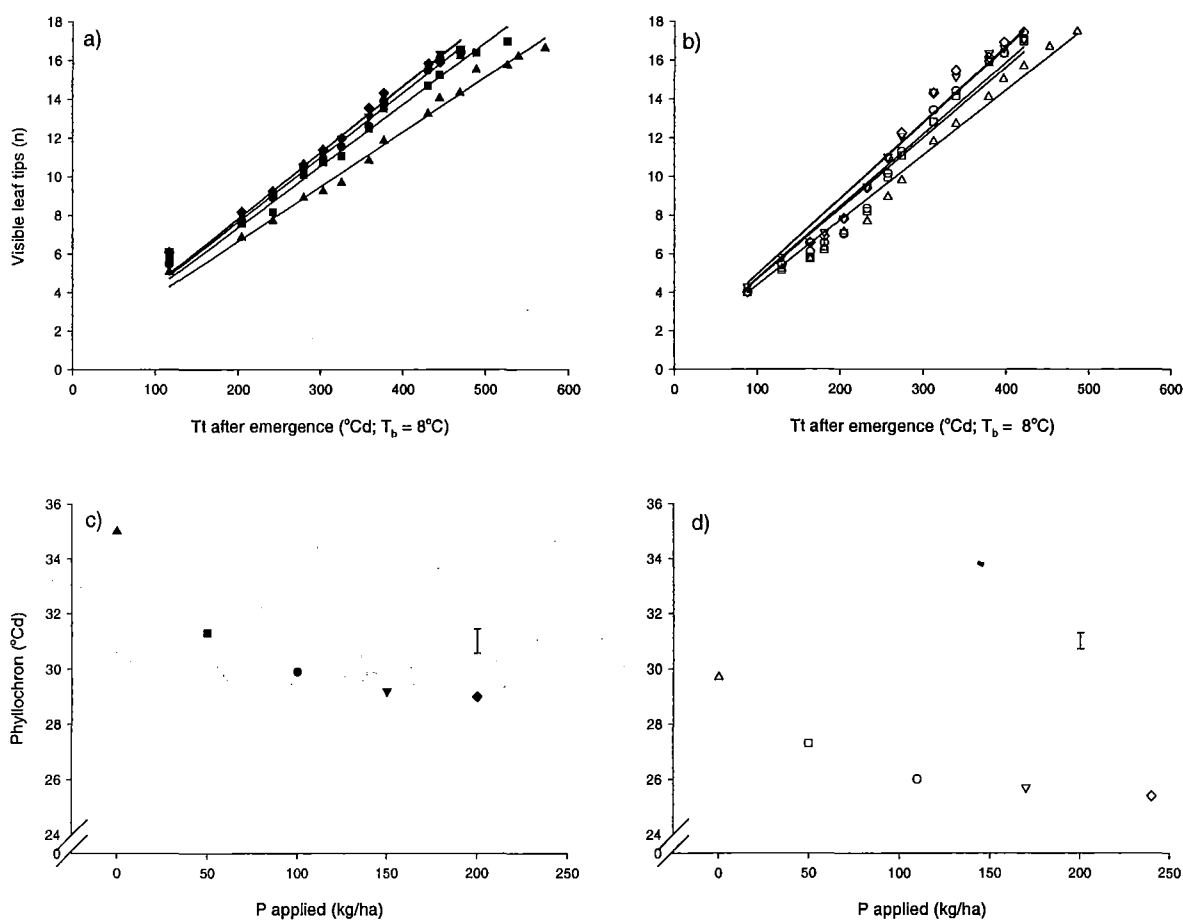 a)
18
16
14
12
10
8
6
4
2
0
Visible leaf tips (n)
100 200 300 400 500 600
Tt after emergence (°Cd; Tb = 8°C)
b)
18
16
14
12
10
8
6
4
2
0
0 100 200 300 400 500 600
Tt after emergence (°Cd; Tb = 8°C)
c)
36
34
32
30
28
26
24
0
Phyllochron (°Cd)
0 50 100 150 200 250
P applied (kg/ha)
d)
36
34
32
30
28
26
24
0
0 50 100 150 200 250
P applied (kg/ha)